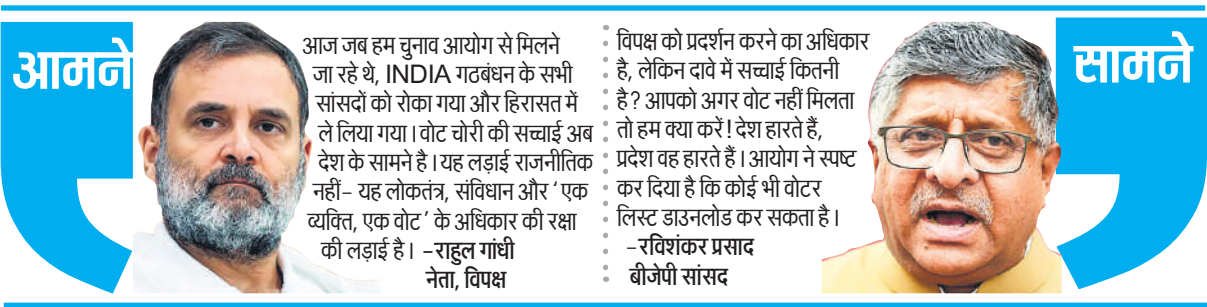 आमने
आज जब हम चुनाव आयोग से मिलने
जा रहे थे, INDIA गठबंधन के सभी
सांसदों को रोका गया और हिरासत में
ले लिया गया। वोट चोरी की सच्चाई अब
देश के सामने है। यह लड़ाई राजनीतिक
नहीं– यह लोकतंत्र, संविधान और ‘एक
व्यक्ति, एक वोट’ के अधिकार की रक्षा
की लड़ाई है। –राहुल गांधी
नेता, विपक्ष
विपक्ष को प्रदर्शन करने का अधिकार
है, लेकिन दावे में सच्चाई कितनी
है? आपको अगर वोट नहीं मिलता
तो हम क्या करें! देश हारते हैं,
प्रदेश वह हारते हैं। आयोग ने स्पष्ट
कर दिया है कि कोई भी वोटर
लिस्ट डाउनलोड कर सकता है।
–रविशंकर प्रसाद
बीजेपी सांसद
सामने